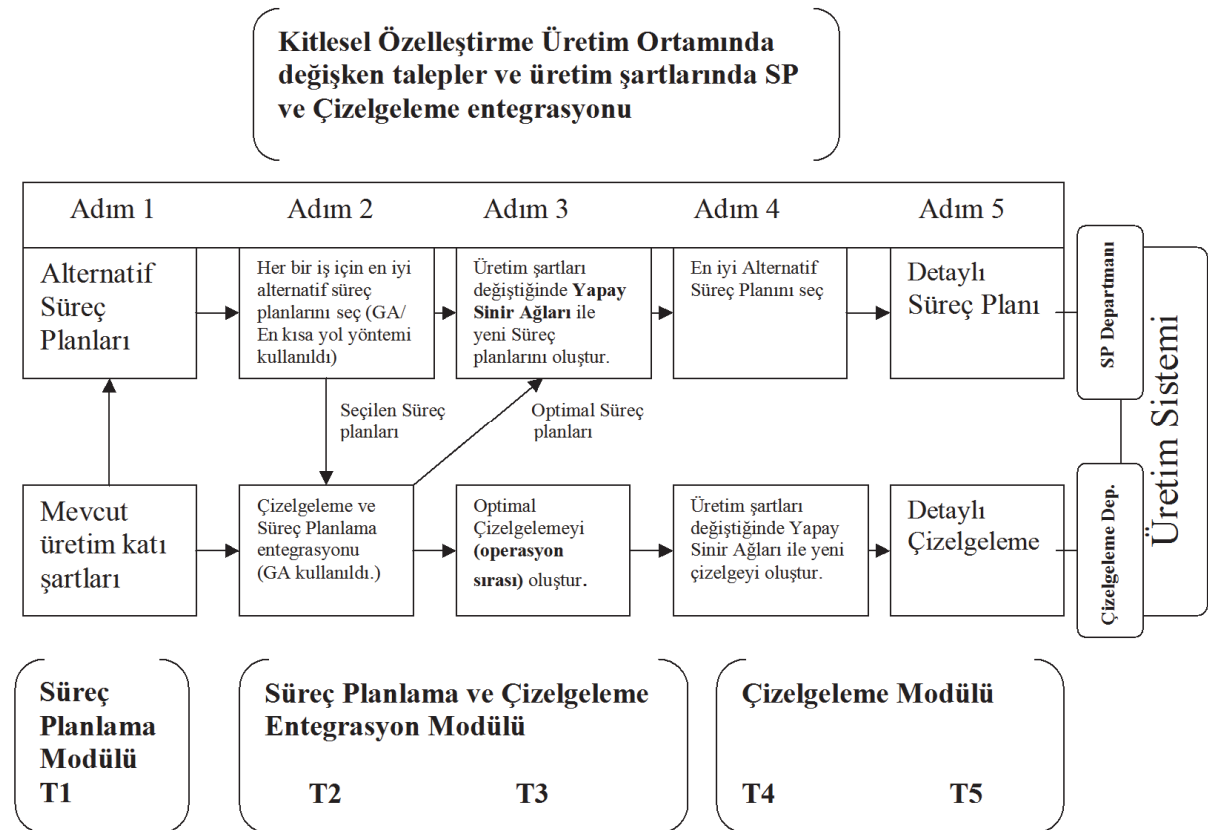 Kitlesel Özelleştirme Üretim Ortamında
değişken talepler ve üretim şartlarında SP
ve Çizelgeleme entegrasyonu
Adım 1
Adım 2
Adım 3
Adım 4
Adım 5
Alternatif
Süreç
Planları
Her bir iş için en iyi
alternatif süreç
planlarını seç (GA/
En kısa yol yöntemi
kullanıldı)
Üretim şartları
değiştiğinde Yapay
Sinir Ağları ile
yeni Süreç
planlarını oluştur.
En iyi Alternatif
Süreç Planını seç
Detaylı
Süreç Planı
SP Departmanı
Üretim Sistemi
Seçilen Süreç
planları
Optimal Süreç
planları
Mevcut
üretim katı
şartları
Çizelgeleme ve
Süreç Planlama
entegrasyonu
(GA kullanıldı.)
Optimal
Çizelgelemeyi
(operasyon
sırası) oluştur.
Üretim şartları
değiştiğinde Yapay
Sinir Ağları ile yeni
çizelgeyi oluştur.
Detaylı
Çizelgeleme
Çizelgeleme Dep.
Süreç
Planlama
Modülü
T1
Süreç Planlama ve Çizelgeleme
Entegrasyon Modülü
T2
T3
Çizelgeleme Modülü
T4
T5